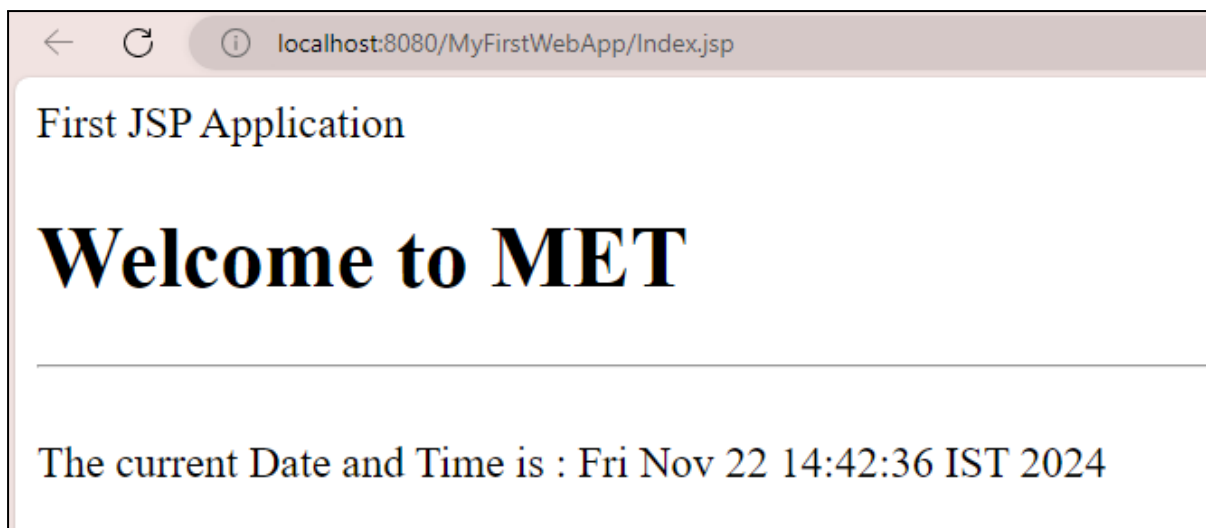 localhost:8080/MyFirstWebApp/Index.jsp
First JSP Application
Welcome to MET
The current Date and Time is : Fri Nov 22 14:42:36 IST 2024